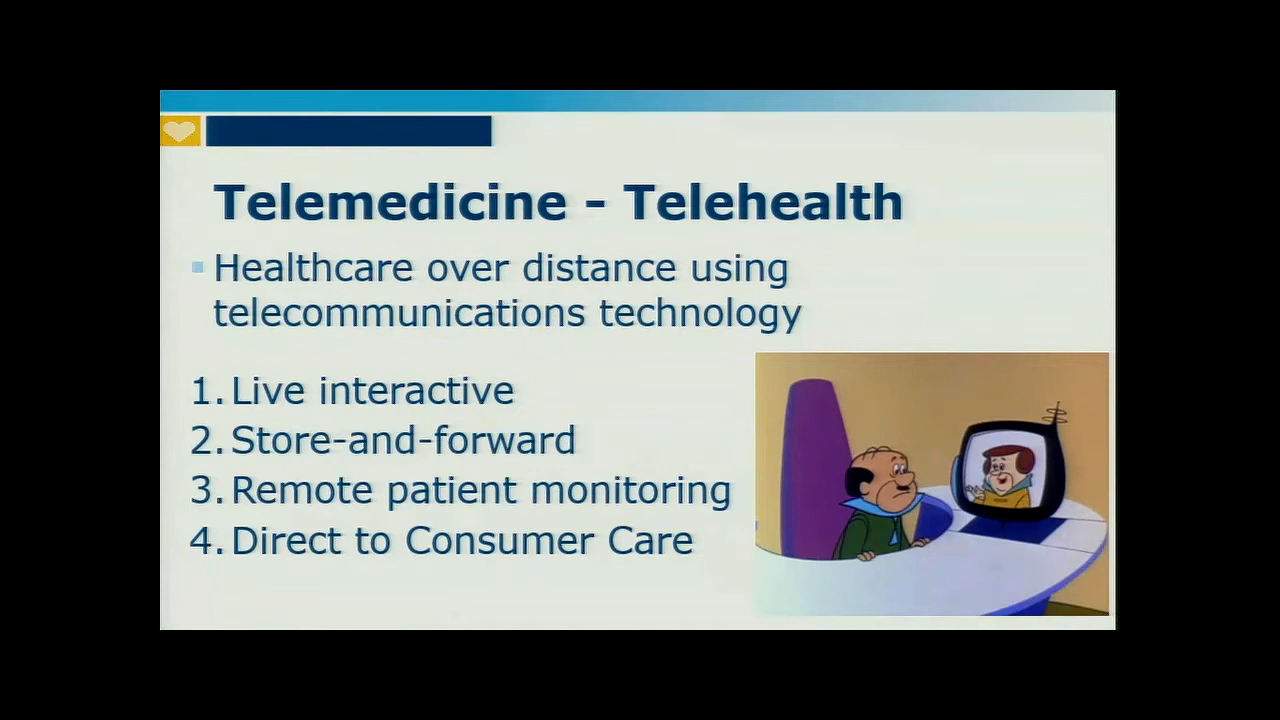 Telemedicine - Telehealth
Healthcare over distance using
telecommunications technology
1. Live interactive
2. Store-and-forward
3. Remote patient monitoring
4. Direct to Consumer Care